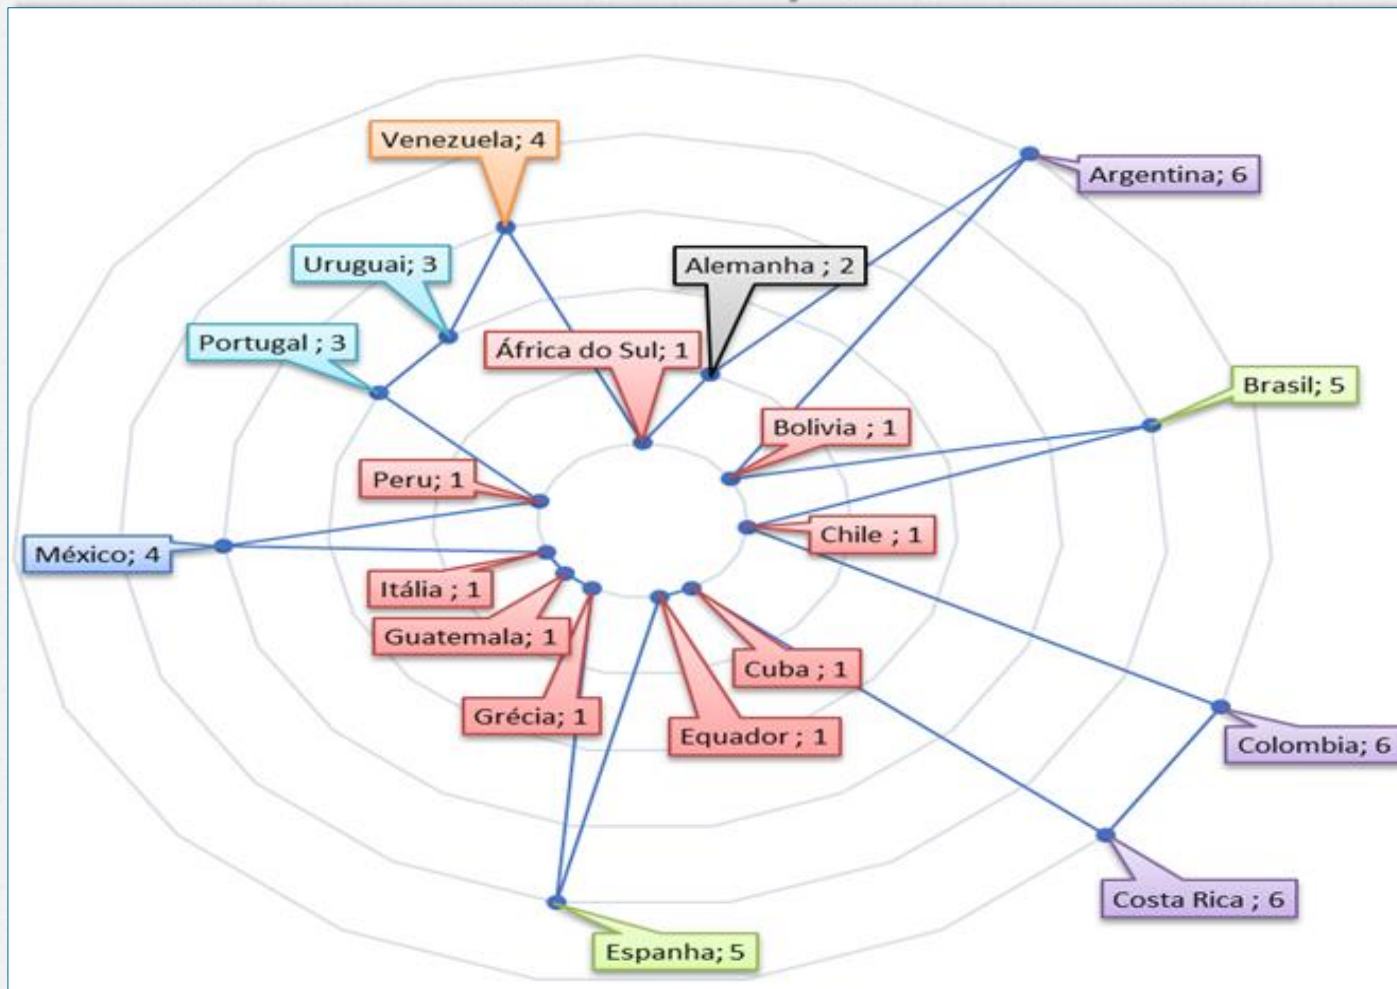 Venezuela; 4
Argentina; 6
Uruguai; 3
Alemanha ; 2
Portugal ; 3
África do Sul; 1
Brasil; 5
Bolivia ; 1
Peru; 1
Chile ; 1
México; 4
Itália ; 1
Guatemala; 1
Cuba ; 1
Grécia; 1
Equador ; 1
Colombia; 6
Costa Rica ; 6
Espanha; 5